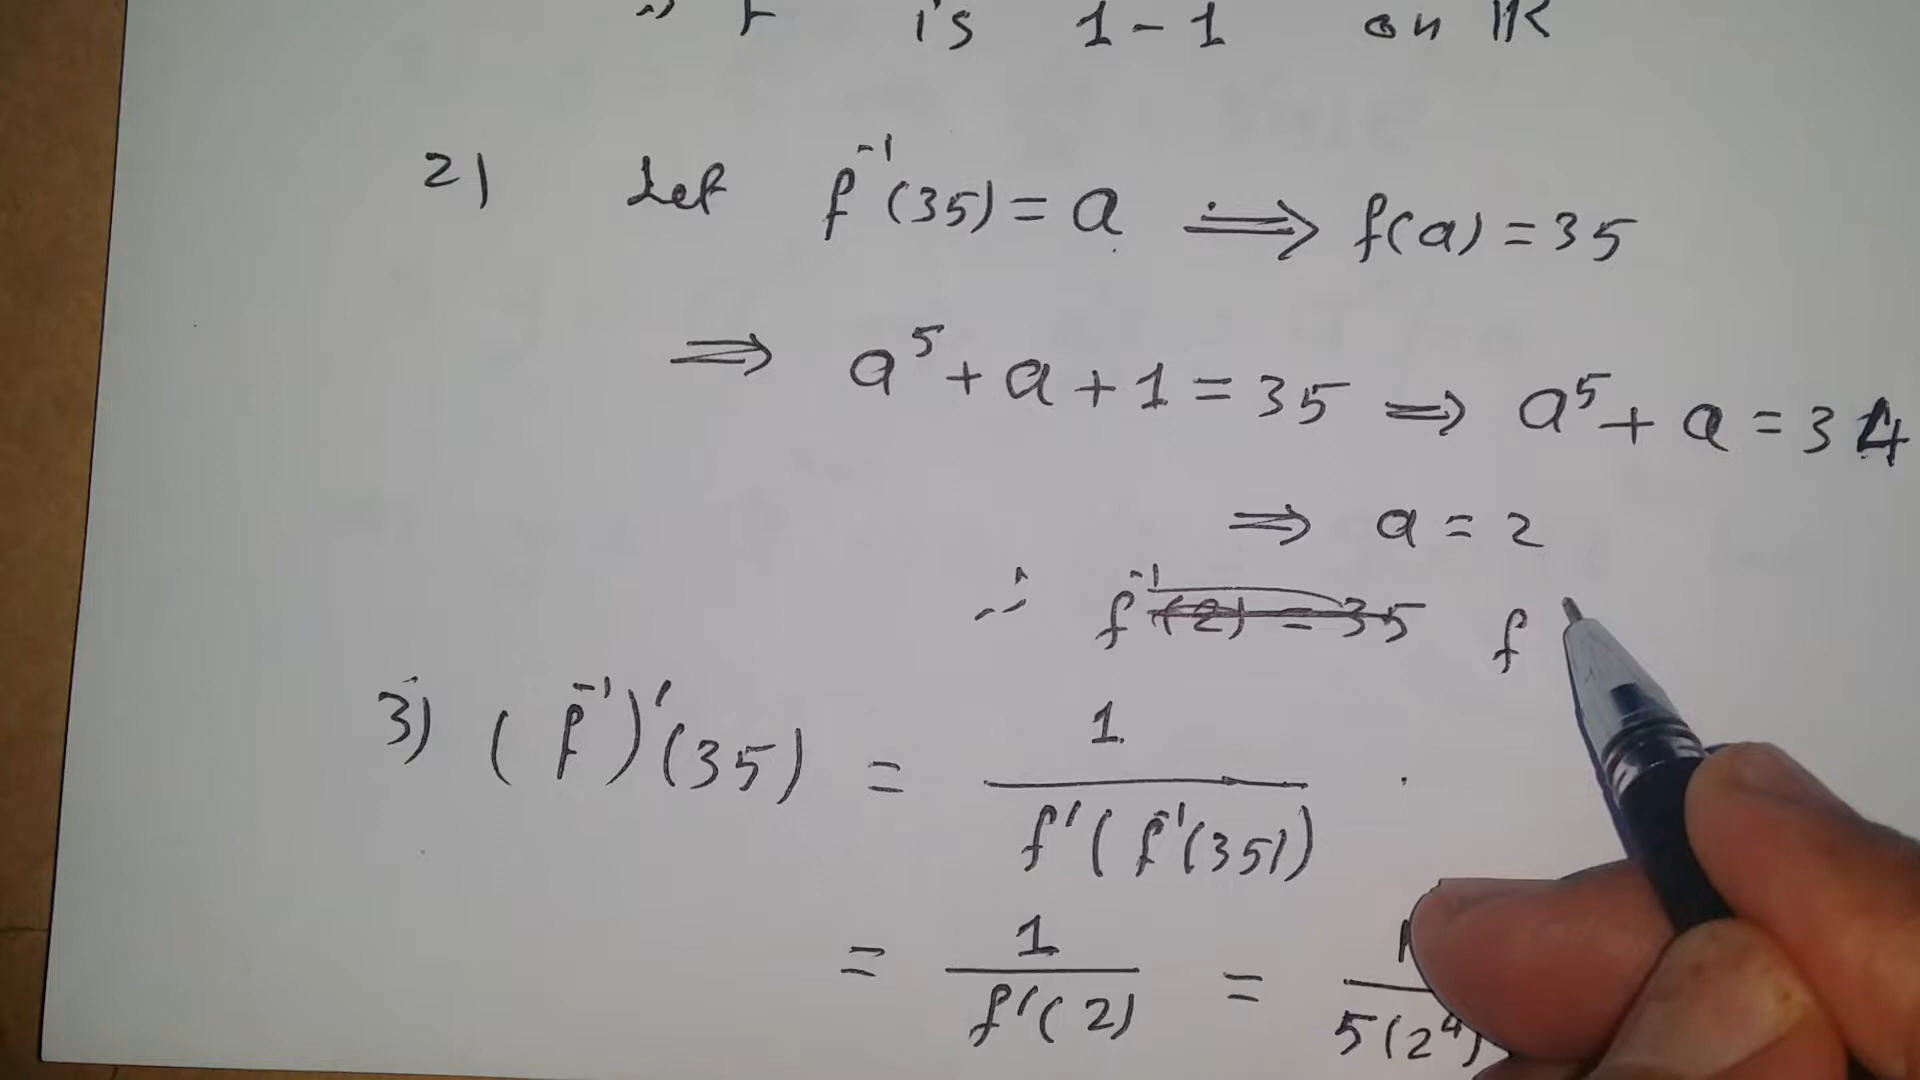 ∴ f is 1-1 on ℝ
2) Let f⁻¹(35) = a ⟹ f(a) = 35
⟹ a⁵ + a + 1 = 35 ⟹ a⁵ + a = 34
⟹ a = 2
∴ f⁻¹(2) = 35 f
3) (f⁻¹)'(35) = 1 / f'(f⁻¹(35))
= 1 / f'(2) = 1 / 5(2⁴)